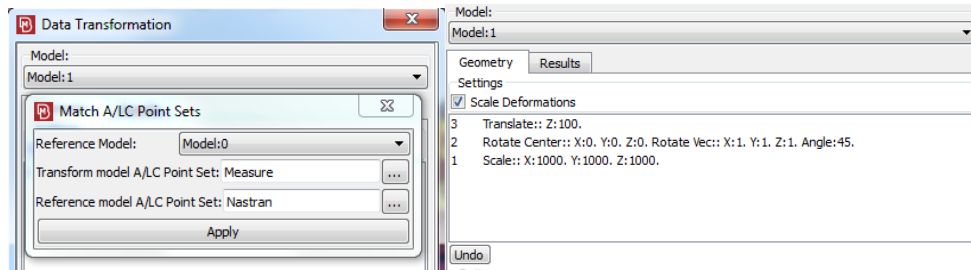 Data Transformation
Model:
Model:1
Match A/LC Point Sets
Reference Model: Model:0
Transform model A/LC Point Set: Measure ...
Reference model A/LC Point Set: Nastran ...
Apply
Model:
Model:1
Geometry Results
Settings
Scale Deformations
3 Translate:: Z:100.
2 Rotate Center:: X:0. Y:0. Z:0. Rotate Vec:: X:1. Y:1. Z:1. Angle:45.
1 Scale:: X:1000. Y:1000. Z:1000.
Undo